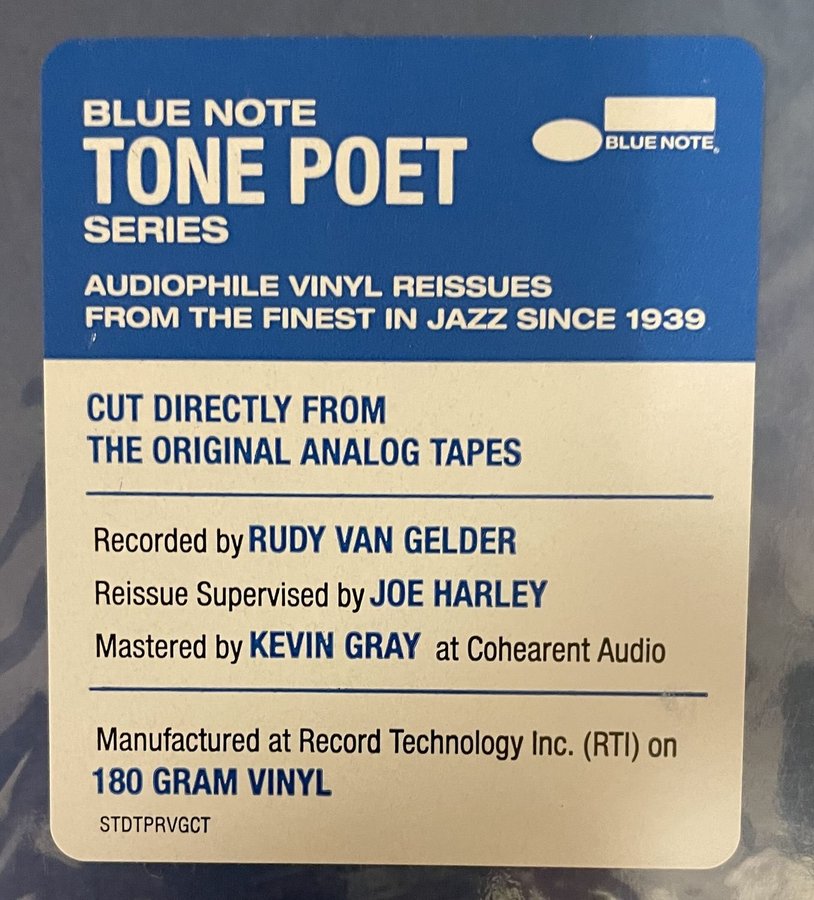 BLUE NOTE
TONE POET
SERIES
BLUE NOTE®
AUDIOPHILE VINYL REISSUES
FROM THE FINEST IN JAZZ SINCE 1939
CUT DIRECTLY FROM
THE ORIGINAL ANALOG TAPES
Recorded by RUDY VAN GELDER
Reissue Supervised by JOE HARLEY
Mastered by KEVIN GRAY at Cohearent Audio
Manufactured at Record Technology Inc. (RTI) on
180 GRAM VINYL
STDTPRVGCT